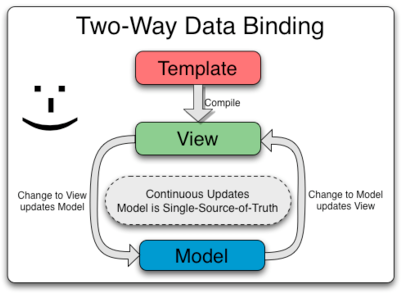 Two-Way Data Binding
Template
Compile
View
Change to View
updates Model
Continuous Updates
Model is Single-Source-of-Truth
Change to Model
updates View
Model